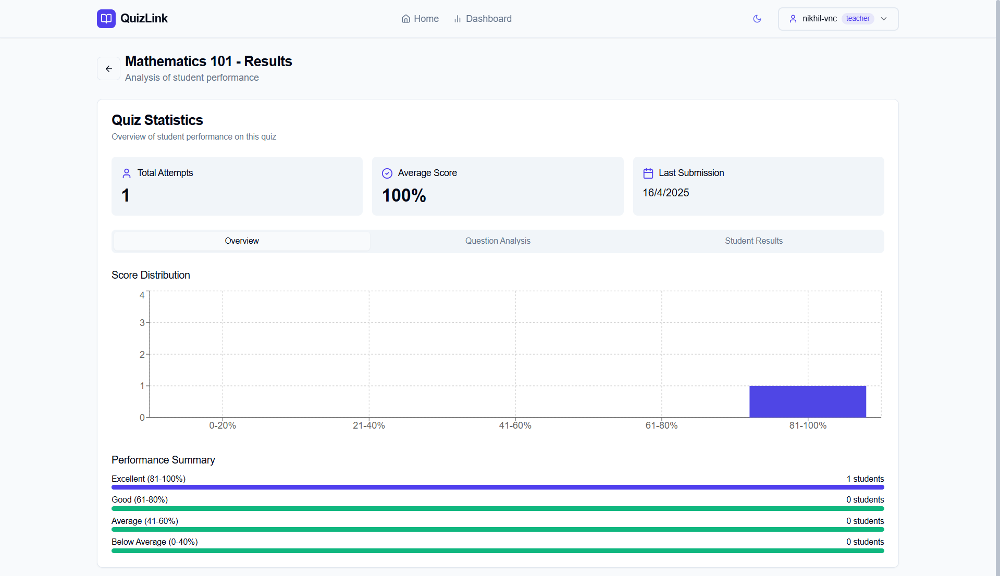 QuizLink
Home
Dashboard
nikhil-vnc
teacher
Mathematics 101 - Results
Analysis of student performance
Quiz Statistics
Overview of student performance on this quiz
Total Attempts
1
Average Score
100%
Last Submission
16/4/2025
Overview
Question Analysis
Student Results
Score Distribution
4
3
2
1
0
0-20%
21-40%
41-60%
61-80%
81-100%
Performance Summary
Excellent (81-100%)
1 students
Good (61-80%)
0 students
Average (41-60%)
0 students
Below Average (0-40%)
0 students